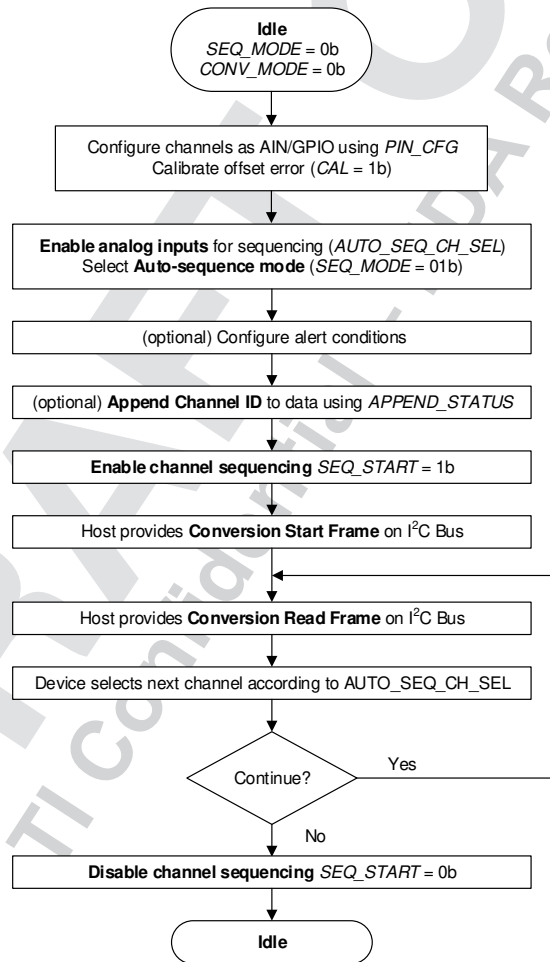 Idle
SEQ_MODE = 0b
CONV_MODE = 0b
Configure channels as AIN/GPIO using PIN_CFG
Calibrate offset error (CAL = 1b)
Enable analog inputs for sequencing (AUTO_SEQ_CH_SEL)
Select Auto-sequence mode (SEQ_MODE = 01b)
(optional) Configure alert conditions
(optional) Append Channel ID to data using APPEND_STATUS
Enable channel sequencing SEQ_START = 1b
Host provides Conversion Start Frame on I²C Bus
Host provides Conversion Read Frame on I²C Bus
Device selects next channel according to AUTO_SEQ_CH_SEL
Continue?
Yes
No
Disable channel sequencing SEQ_START = 0b
Idle
TI Confidential –